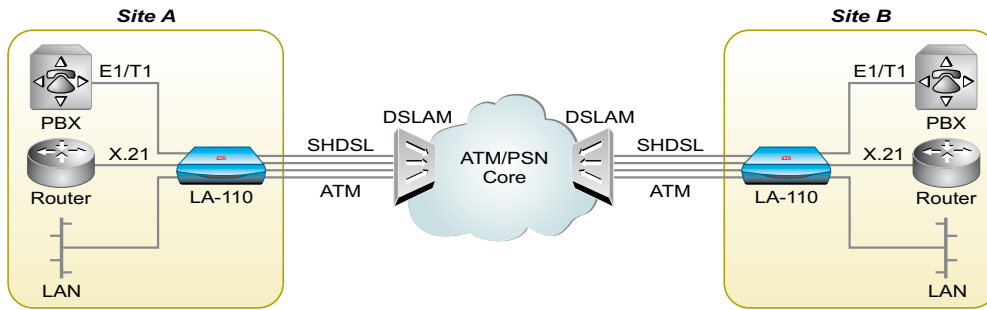 Site A
Site B
E1/T1
E1/T1
PBX
PBX
DSLAM
DSLAM
X.21
SHDSL
ATM/PSN
Core
SHDSL
X.21
Router
LA-110
ATM
ATM
LA-110
Router
LAN
LAN